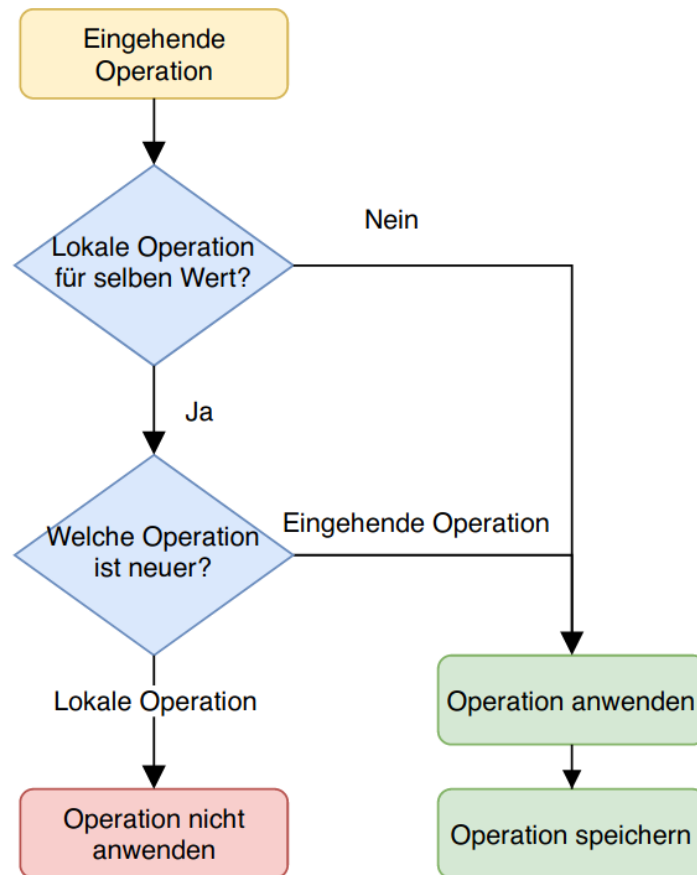 Eingehende
Operation
Nein
Lokale Operation
für selben Wert?
Ja
Eingehende Operation
Welche Operation
ist neuer?
Lokale Operation
Operation anwenden
Operation nicht
anwenden
Operation speichern